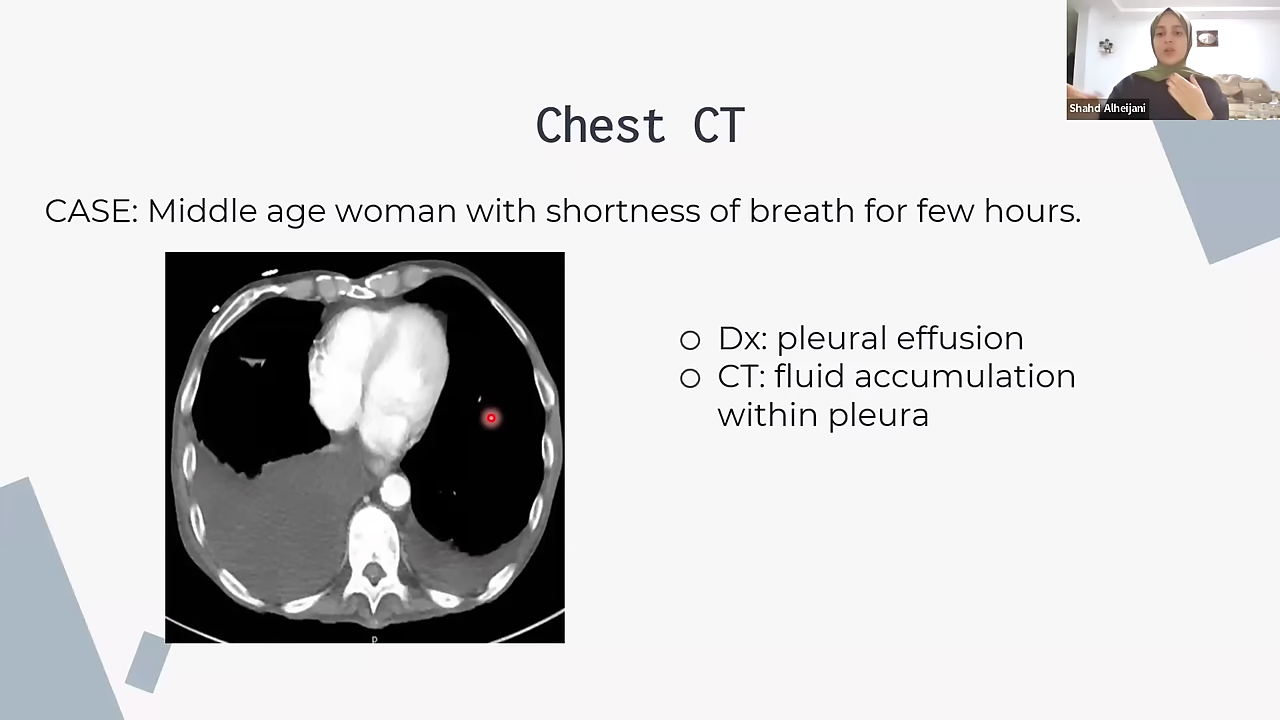 Shahd Alheijani
Chest CT
CASE: Middle age woman with shortness of breath for few hours.
Dx: pleural effusion
CT: fluid accumulation
within pleura
P